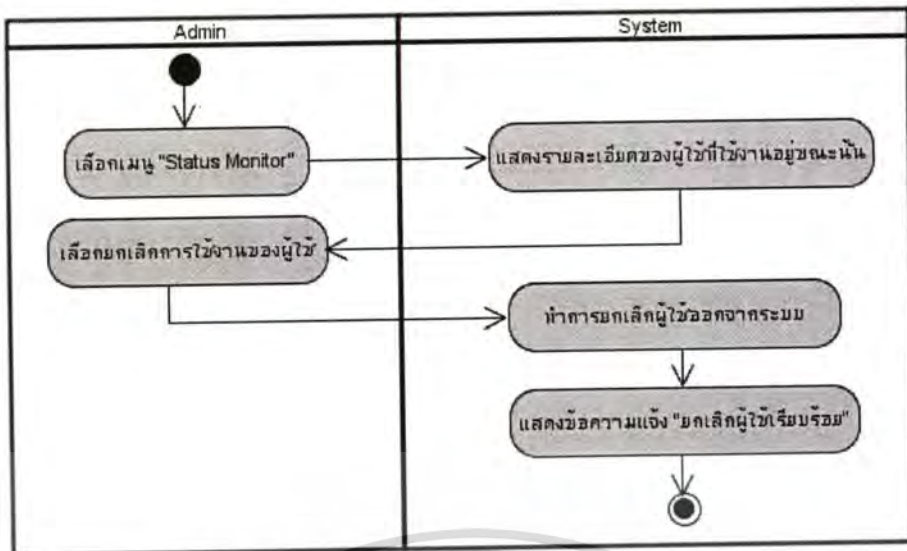 Admin
System
เลือกเมนู "Status Monitor"
แสดงรายละเอียดของผู้ใช้ที่ใช้งานอยู่ขณะนั้น
เลือกยกเลิกการใช้งานของผู้ใช้
ทำการยกเลิกผู้ใช้ออกจากระบบ
แสดงข้อความแจ้ง "ยกเลิกผู้ใช้เรียบร้อย"